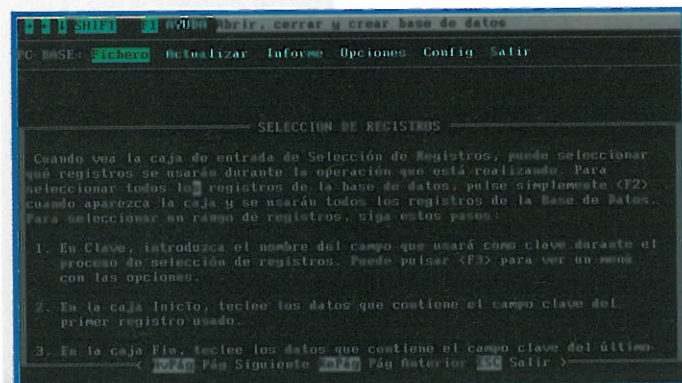 SHIFT F1 AYUDA Abrir, cerrar y crear base de datos
PC BASE: Fichero Actualizar Informe Opciones Config Salir
SELECCION DE REGISTROS
Cuando vea la caja de entrada de Selección de Registros, puede seleccionar
qué registros se usarán durante la operación que está realizando. Para
seleccionar todos los registros de la base de datos, pulse simplemente <F2>
cuando aparezca la caja y se usarán todos los registros de la Base de Datos.
Para seleccionar un rango de registros, siga estos pasos:
1. En Clave, introduzca el nombre del campo que usará como clave durante el
proceso de selección de registros. Puede pulsar <F3> para ver un menú
con las opciones.
2. En la caja Inicio, teclee los datos que contiene el campo clave del
primer registro usado.
3. En la caja Fin, teclee los datos que contiene el campo clave del último
< AvPág Pág Siguiente RePág Pág Anterior ESC Salir >